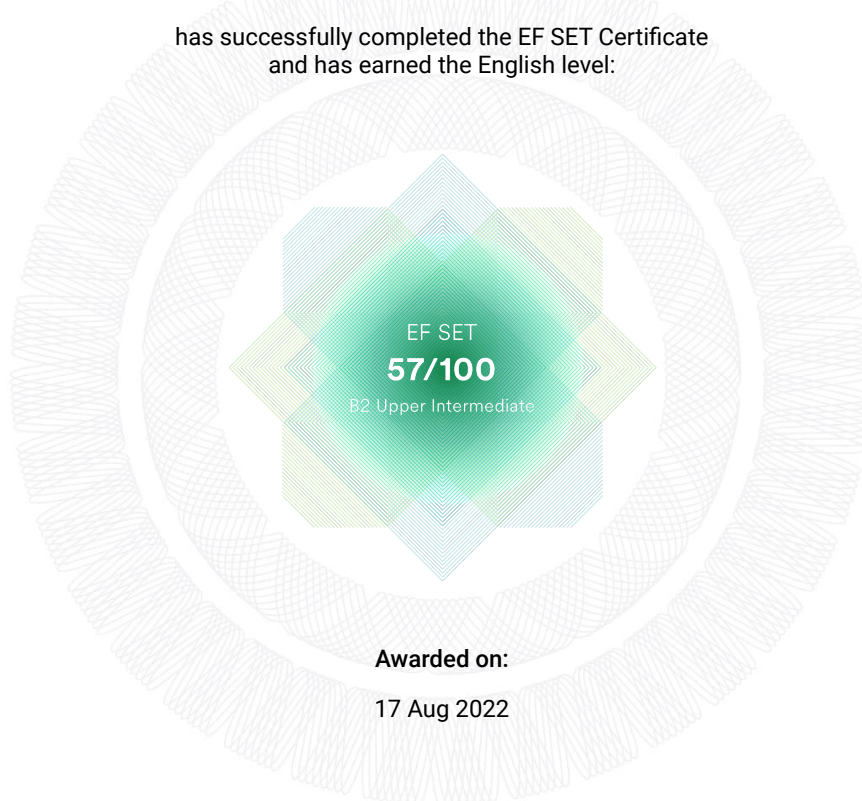 has successfully completed the EF SET Certificate
and has earned the English level:
EF SET
57/100
B2 Upper Intermediate
Awarded on:
17 Aug 2022